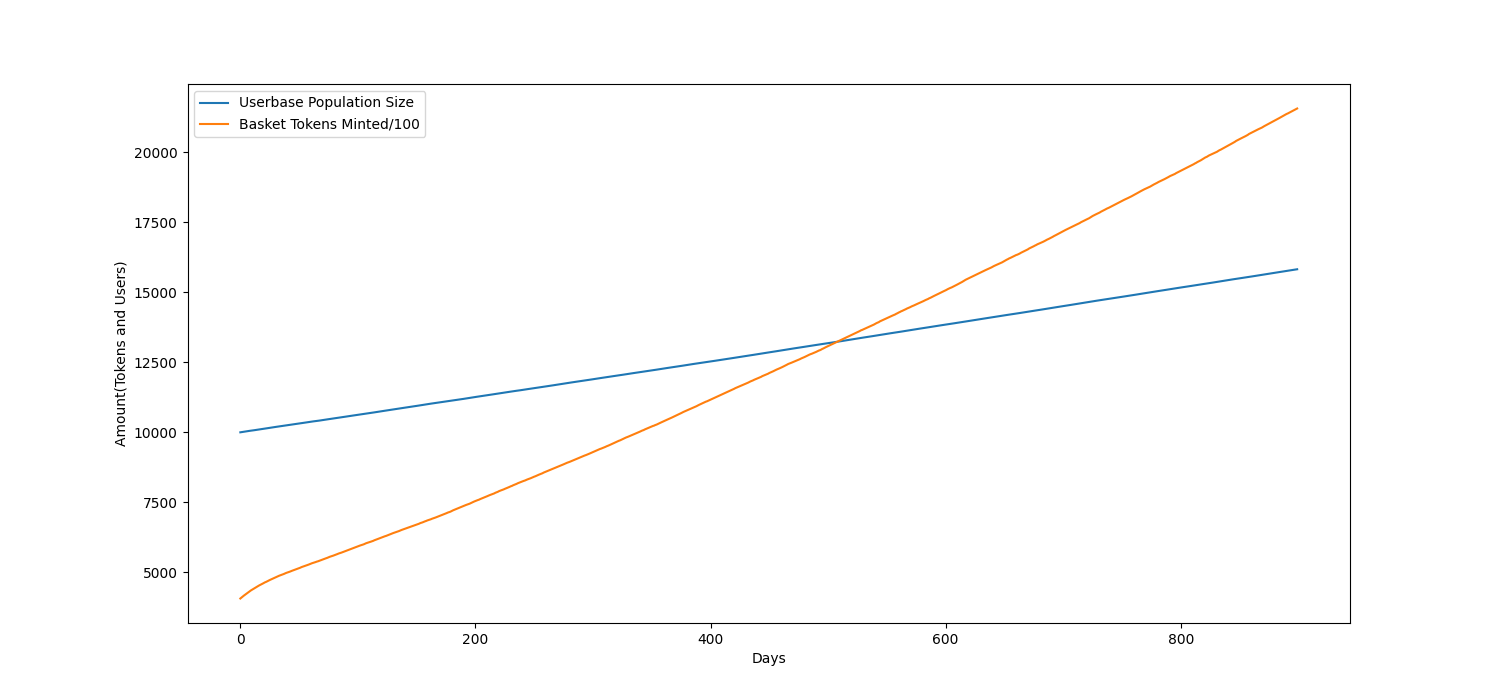 Userbase Population Size
Basket Tokens Minted/100
20000
17500
15000
12500
10000
7500
5000
Amount(Tokens and Users)
0 200 400 600 800
Days